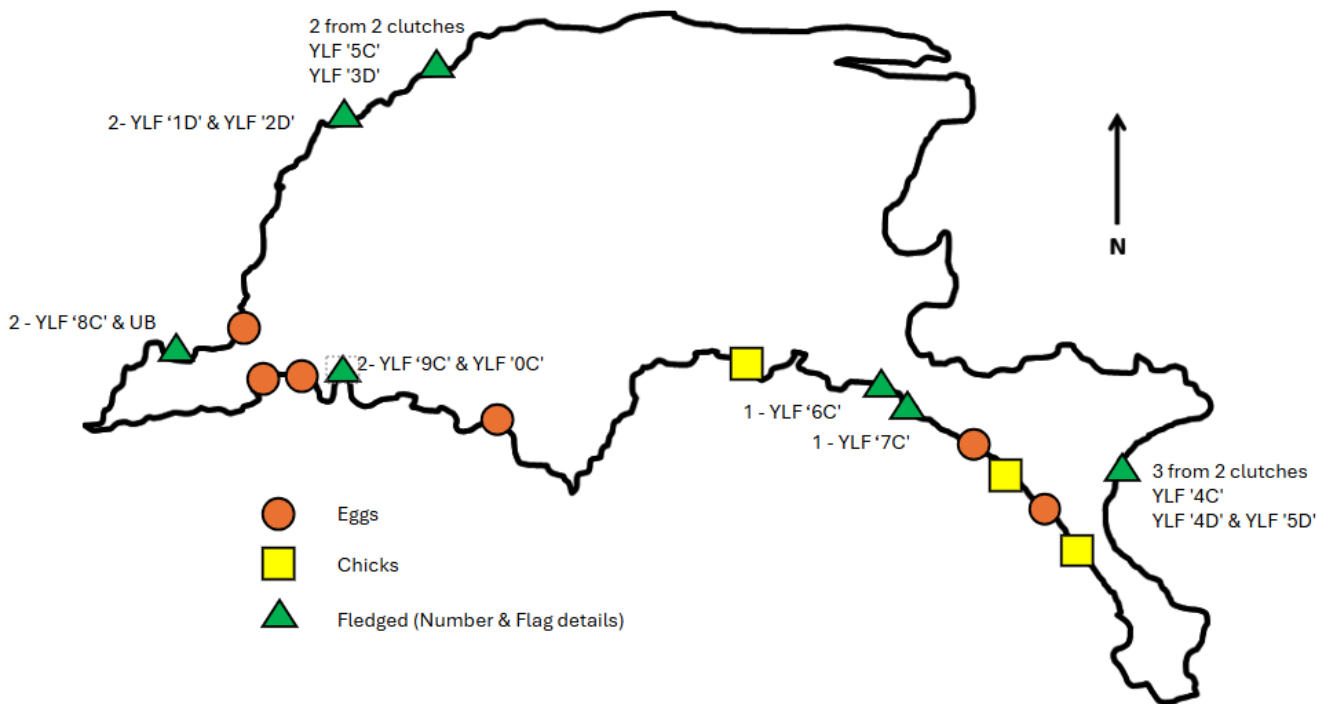 2 from 2 clutches
YLF '5C'
YLF '3D'
2- YLF ‘1D' & YLF '2D'
N
2 - YLF ‘8C' & UB
2- YLF ‘9C' & YLF '0C'
1 - YLF ‘6C'
1 - YLF ‘7C'
3 from 2 clutches
YLF '4C'
YLF '4D' & YLF '5D'
Eggs
Chicks
Fledged (Number & Flag details)